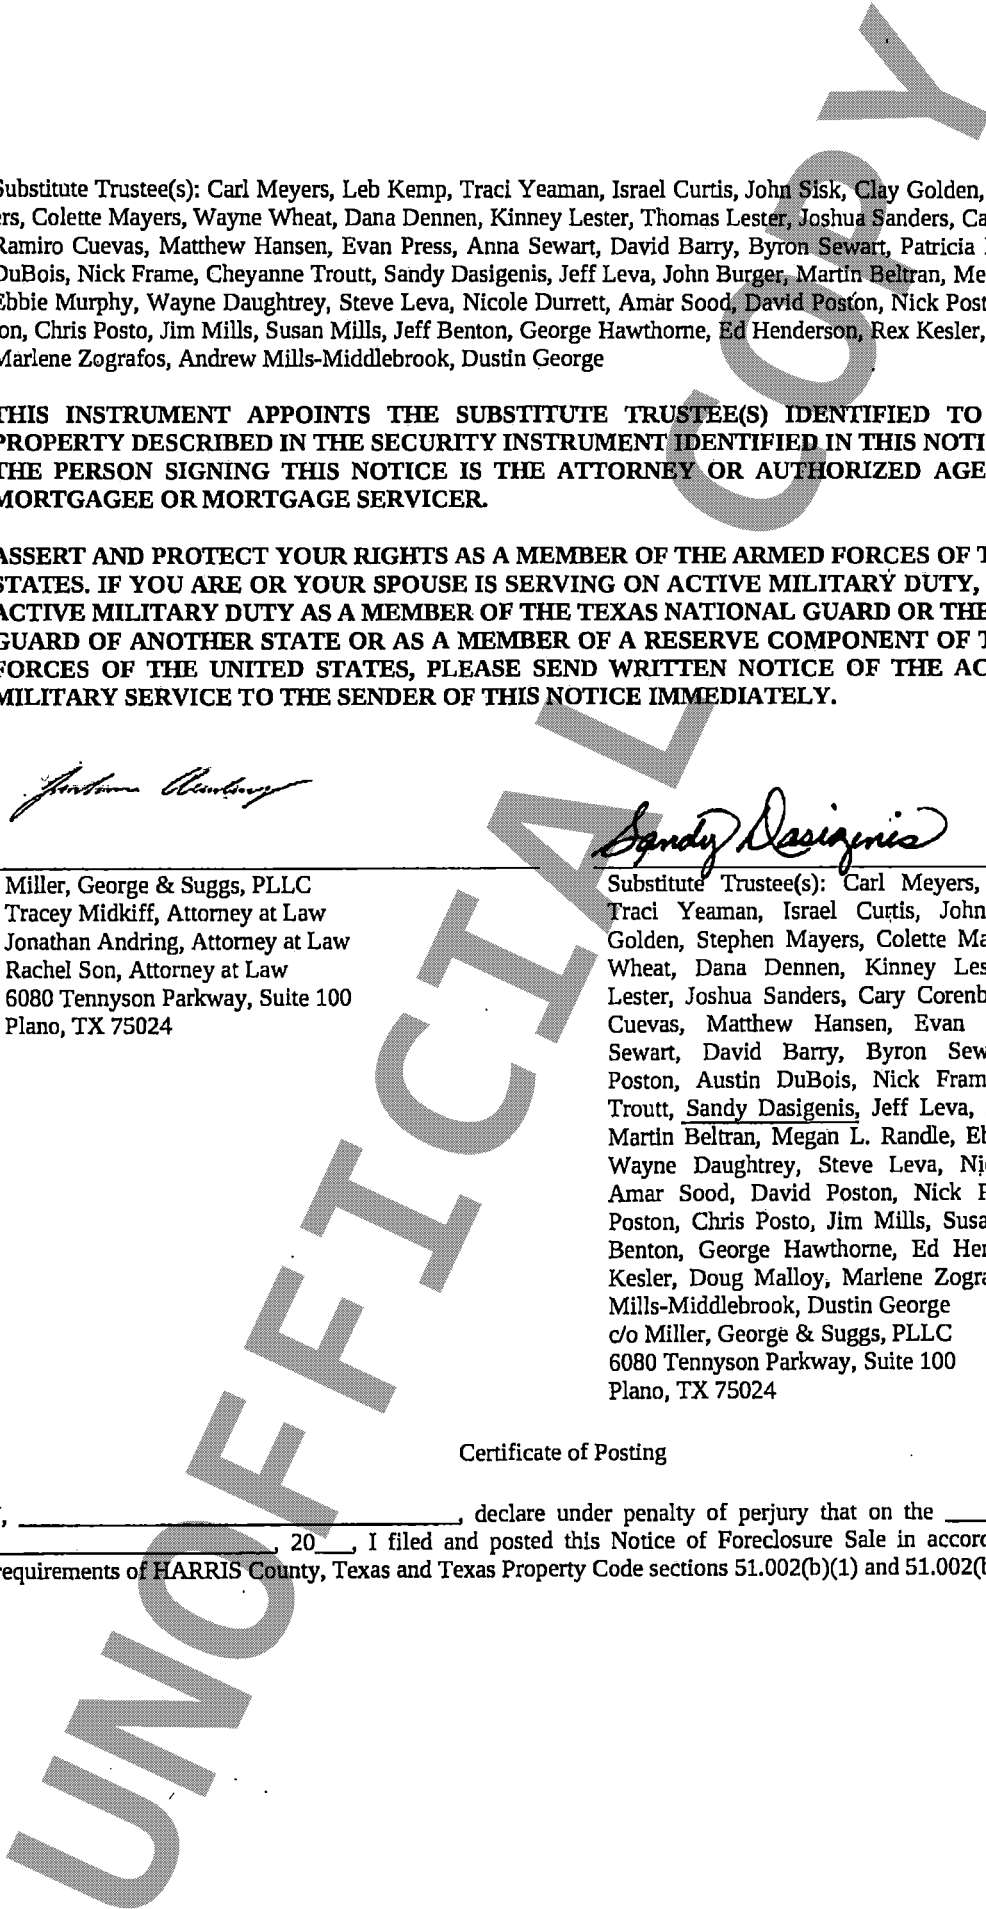 Substitute Trustee(s): Carl Meyers, Leb Kemp, Traci Yeaman, Israel Curtis, John Sisk, Clay Golden,
ers, Colette Mayers, Wayne Wheat, Dana Dennen, Kinney Lester, Thomas Lester, Joshua Sanders, Ca
Ramiro Cuevas, Matthew Hansen, Evan Press, Anna Sewart, David Barry, Byron Sewart, Patricia
DuBois, Nick Frame, Cheyanne Troutt, Sandy Dasigenis, Jeff Leva, John Burger, Martin Beltran, Me
Ebbie Murphy, Wayne Daughtrey, Steve Leva, Nicole Durrett, Amar Sood, David Poston, Nick Post
on, Chris Posto, Jim Mills, Susan Mills, Jeff Benton, George Hawthorne, Ed Henderson, Rex Kesler,
Marlene Zografos, Andrew Mills-Middlebrook, Dustin George
THIS INSTRUMENT APPOINTS THE SUBSTITUTE TRUSTEE(S) IDENTIFIED TO
PROPERTY DESCRIBED IN THE SECURITY INSTRUMENT IDENTIFIED IN THIS NOTI
THE PERSON SIGNING THIS NOTICE IS THE ATTORNEY OR AUTHORIZED AGE
MORTGAGEE OR MORTGAGE SERVICER.
ASSERT AND PROTECT YOUR RIGHTS AS A MEMBER OF THE ARMED FORCES OF T
STATES. IF YOU ARE OR YOUR SPOUSE IS SERVING ON ACTIVE MILITARY DUTY,
ACTIVE MILITARY DUTY AS A MEMBER OF THE TEXAS NATIONAL GUARD OR THE
GUARD OF ANOTHER STATE OR AS A MEMBER OF A RESERVE COMPONENT OF T
FORCES OF THE UNITED STATES, PLEASE SEND WRITTEN NOTICE OF THE AC
MILITARY SERVICE TO THE SENDER OF THIS NOTICE IMMEDIATELY.
Sandy Dasigenis
Miller, George & Suggs, PLLC
Tracey Midkiff, Attorney at Law
Jonathan Andring, Attorney at Law
Rachel Son, Attorney at Law
6080 Tennyson Parkway, Suite 100
Plano, TX 75024
Substitute Trustee(s): Carl Meyers,
Traci Yeaman, Israel Curtis, John
Golden, Stephen Mayers, Colette Ma
Wheat, Dana Dennen, Kinney Les
Lester, Joshua Sanders, Cary Corenb
Cuevas, Matthew Hansen, Evan
Sewart, David Barry, Byron Sew
Poston, Austin DuBois, Nick Fram
Troutt, Sandy Dasigenis, Jeff Leva,
Martin Beltran, Megan L. Randle, Eb
Wayne Daughtrey, Steve Leva, Nic
Amar Sood, David Poston, Nick P
Poston, Chris Posto, Jim Mills, Susa
Benton, George Hawthorne, Ed Her
Kesler, Doug Malloy, Marlene Zogra
Mills-Middlebrook, Dustin George
c/o Miller, George & Suggs, PLLC
6080 Tennyson Parkway, Suite 100
Plano, TX 75024
Certificate of Posting
, ____________, declare under penalty of perjury that on the ____
____________, 20___, I filed and posted this Notice of Foreclosure Sale in accord
requirements of HARRIS County, Texas and Texas Property Code sections 51.002(b)(1) and 51.002(b
UNOFFICIAL COPY